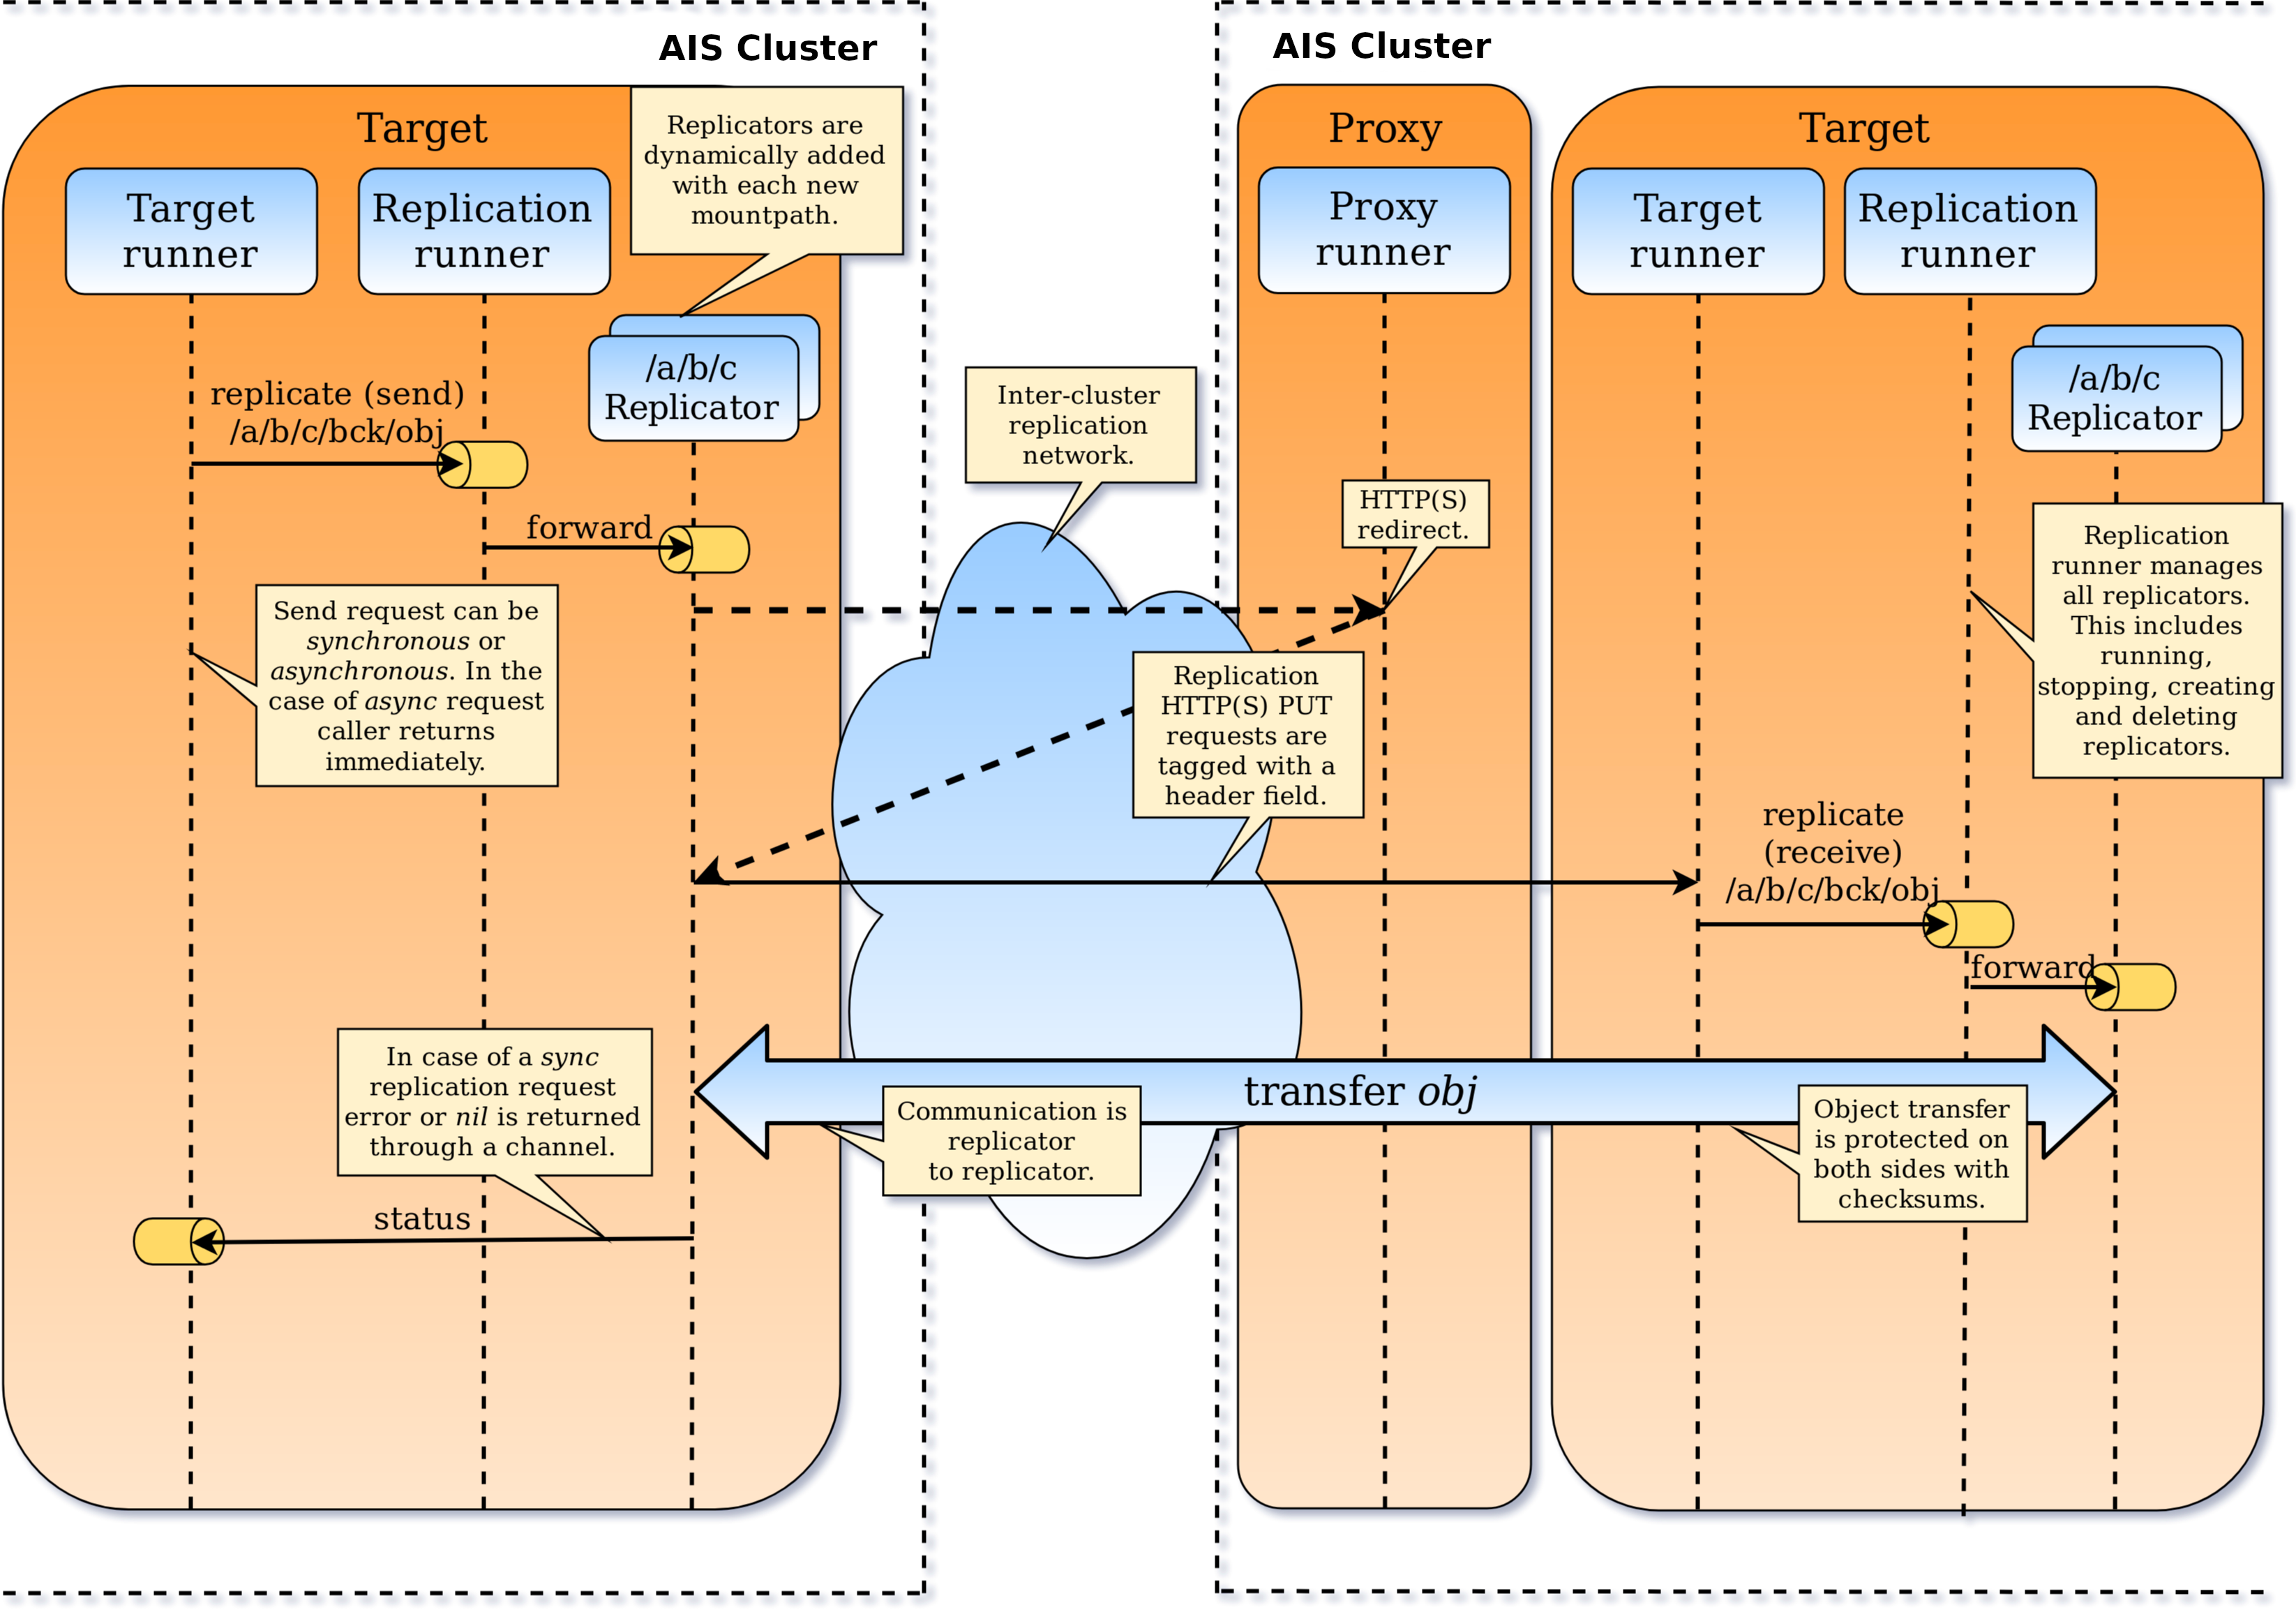 AIS Cluster
AIS Cluster
Target
Target
runner
Replication
runner
Replicators are
dynamically added
with each new
mountpath.
/a/b/c
Replicator
replicate (send)
/a/b/c/bck/obj
forward
Send request can be
synchronous or
asynchronous. In the
case of async request
caller returns
immediately.
In case of a sync
replication request
error or nil is returned
through a channel.
status
Inter-cluster
replication
network.
Proxy
Proxy
runner
HTTP(S)
redirect.
Replication
HTTP(S) PUT
requests are
tagged with a
header field.
Target
Target
runner
Replication
runner
/a/b/c
Replicator
Replication
runner manages
all replicators.
This includes
running,
stopping, creating
and deleting
replicators.
replicate
(receive)
/a/b/c/bck/obj
forward
transfer obj
Communication is
replicator
to replicator.
Object transfer
is protected on
both sides with
checksums.